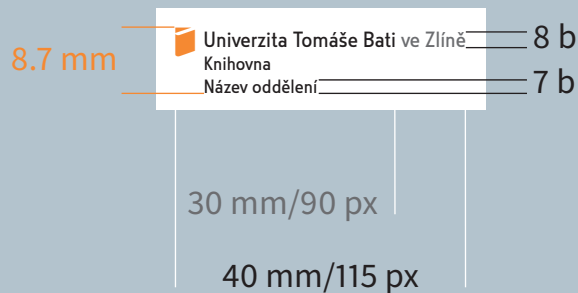 8.7 mm
Univerzita Tomáše Bati ve Zlíně
Knihovna
Název oddělení
8 b
7 b
30 mm/90 px
40 mm/115 px